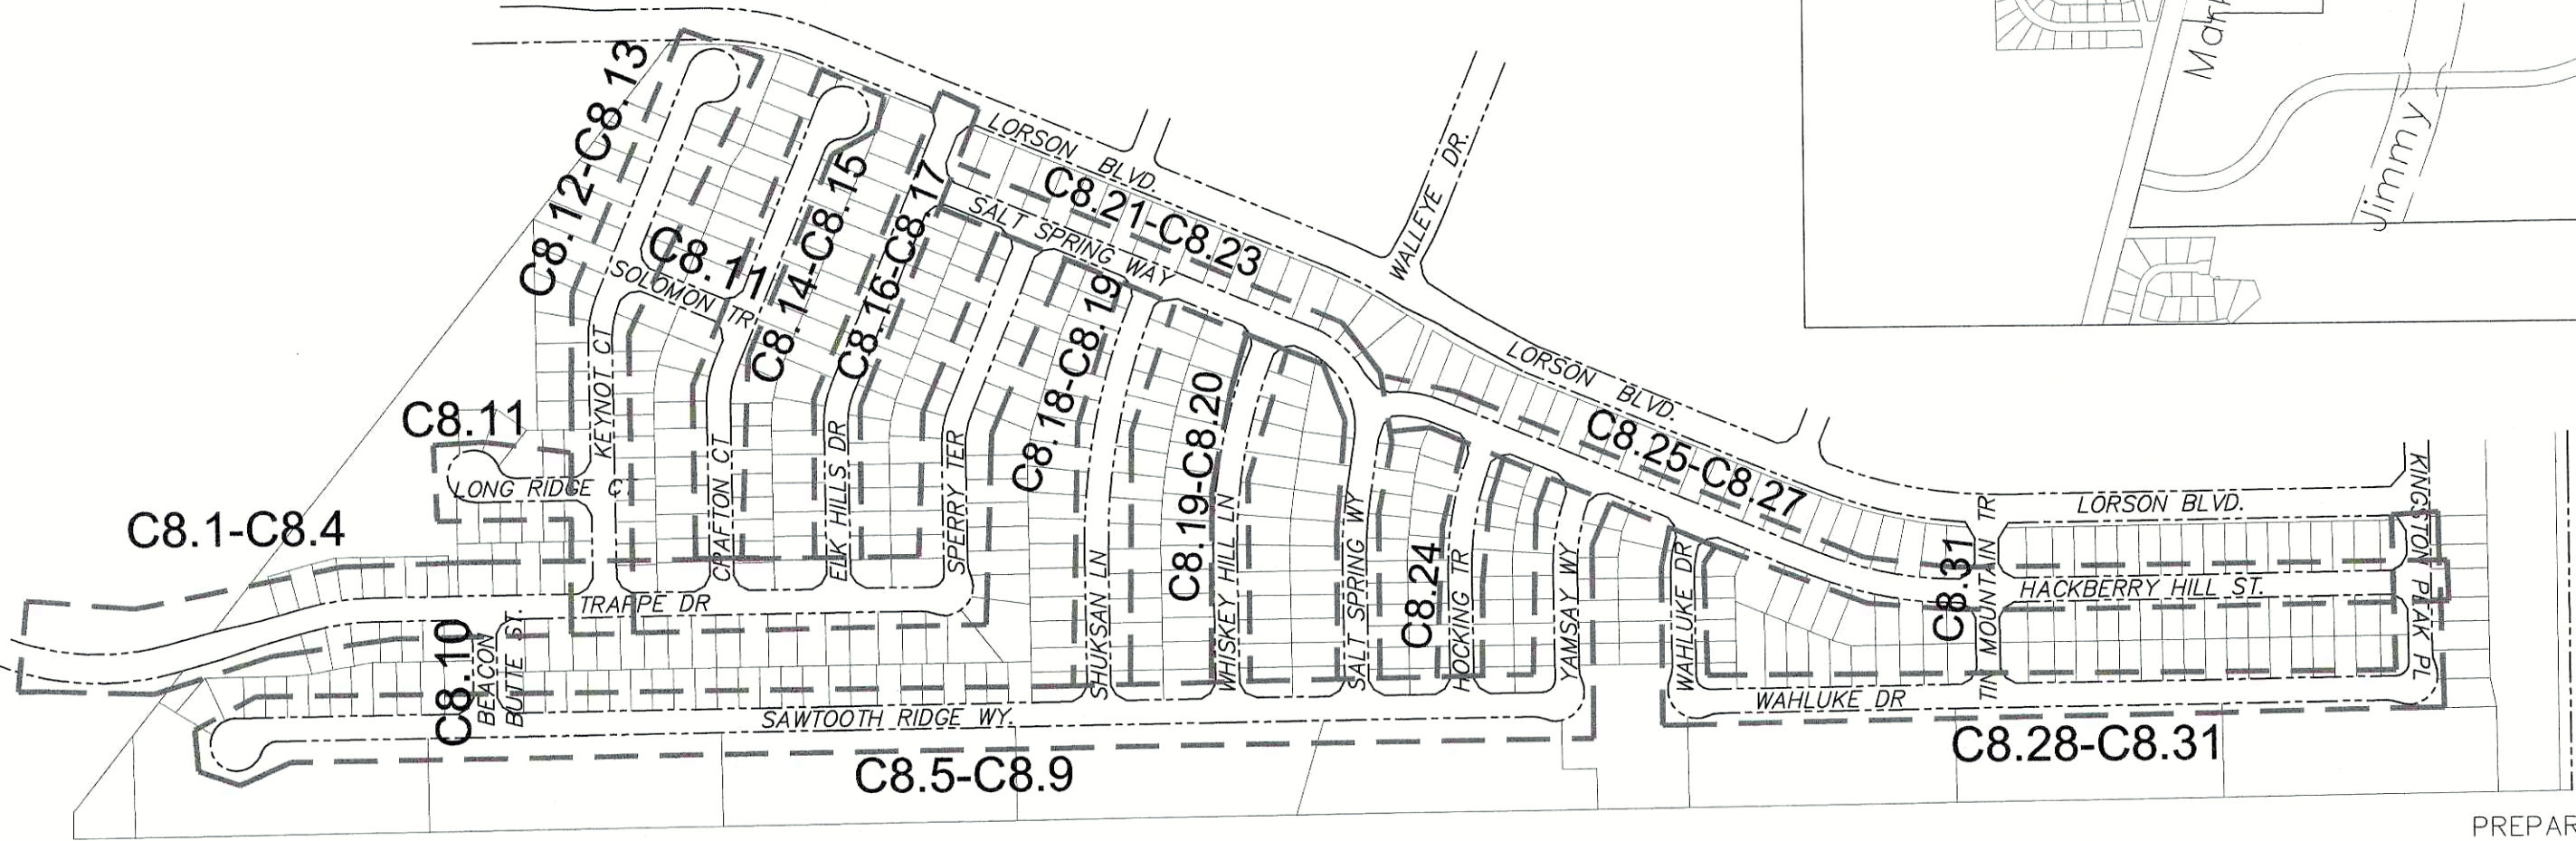 Jimmy
LORSON BLVD.
WALLEYE DR.
C8.12-C8.13
C8.21-C8.23
SALT SPRING WAY
C8.11
SOLOMON TR
C8.14-C8.15
C8.16-C8.17
C8.18-C8.19
C8.19-C8.20
LORSON BLVD.
C8.11
KEYNOT CT
LONG RIDGE CT
CRAFTON CT
ELK HILLS DR
SPERRY TER
C8.25-C8.27
C8.1-C8.4
KINGSTON PEAK PL
LORSON BLVD.
SHUKSAN LN
WHISKEY HILL LN
SALT SPRING WY
C8.24
HOCKING TR
YAMSAY WY
WAHLUKE DR
C8.31
TIN MOUNTAIN TR
HACKBERRY HILL ST.
TRAPPE DR
C8.10
BEACON
BUTTE ST.
SAWTOOTH RIDGE WY.
WAHLUKE DR
C8.5-C8.9
C8.28-C8.31
PREPAR